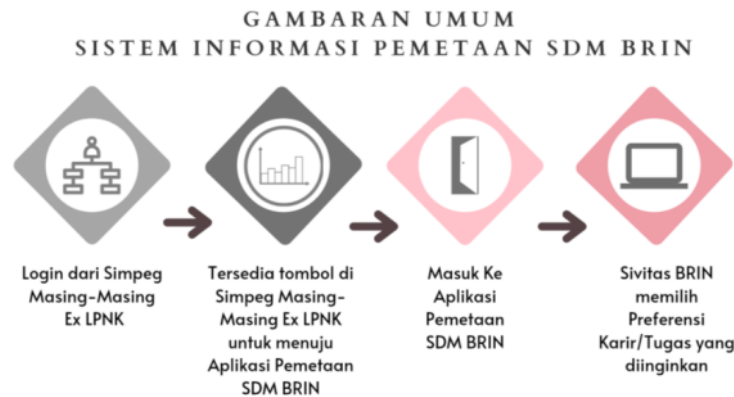 GAMBARAN UMUM
SISTEM INFORMASI PEMETAAN SDM BRIN
Login dari Simpeg
Masing-Masing
Ex LPNK
Tersedia tombol di
Simpeg Masing-
Masing Ex LPNK
untuk menuju
Aplikasi Pemetaan
SDM BRIN
Masuk Ke
Aplikasi
Pemetaan
SDM BRIN
Sivitas BRIN
memilih
Preferensi
Karir/Tugas yang
diinginkan